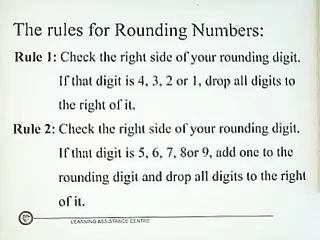 The rules for Rounding Numbers:
Rule 1: Check the right side of your rounding digit.
If that digit is 4, 3, 2 or 1, drop all digits to
the right of it.
Rule 2: Check the right side of your rounding digit.
If that digit is 5, 6, 7, 8or 9, add one to the
rounding digit and drop all digits to the right
of it.
LEARNING ASSISTANCE CENTRE